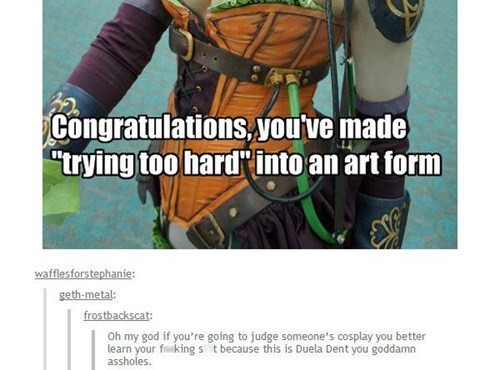 Congratulations, you've made
"trying too hard" into an art form
wafflesforstephanie:
geth-metal:
frostbackscat:
Oh my god if you're going to judge someone's cosplay you better
learn your f king s t because this is Duela Dent you goddamn
assholes.